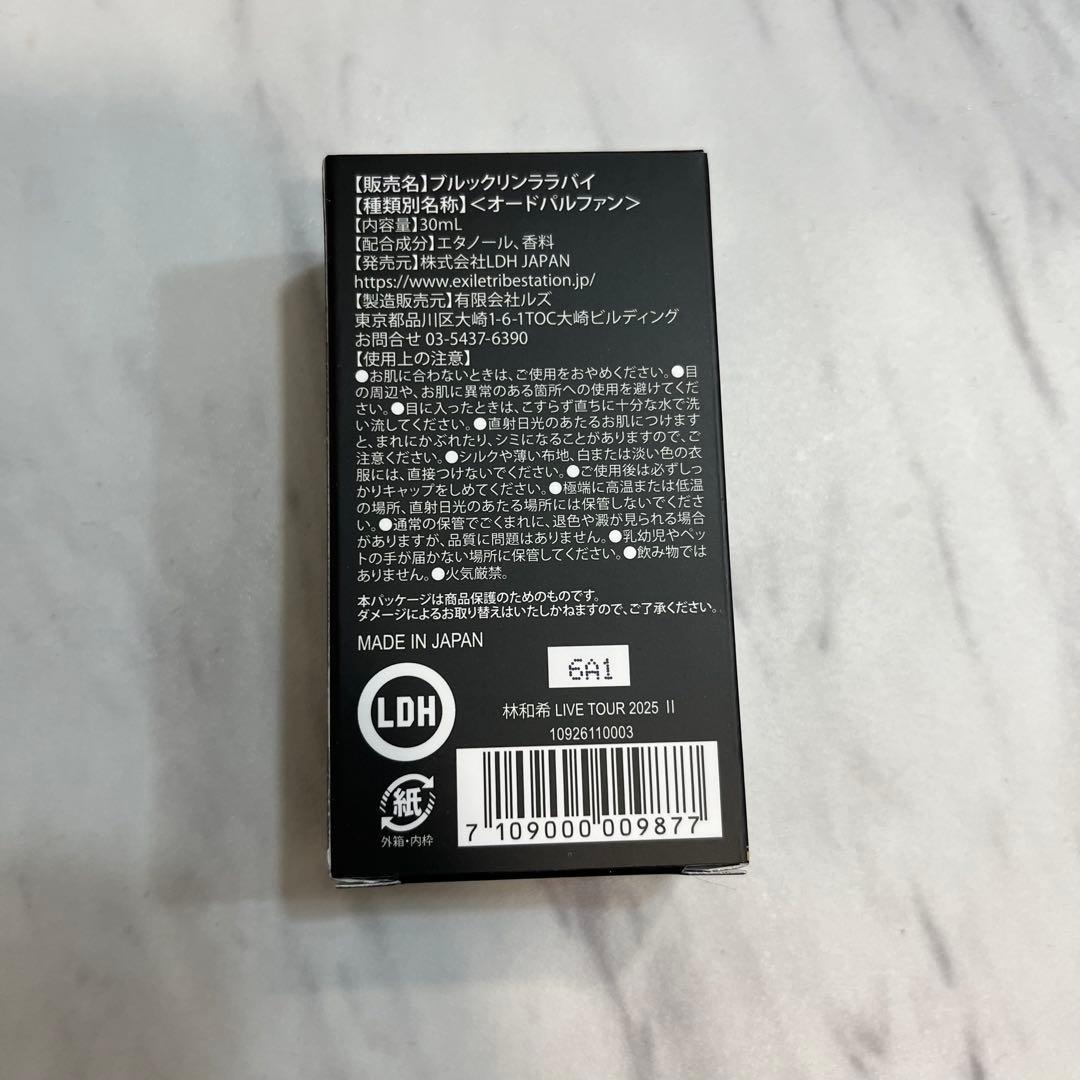 【販売名】ブルックリンララバイ
【種類別名称】<オードパルファン>
【内容量】30mL
【配合成分】エタノール、香料
【発売元】株式会社LDH JAPAN
https://www.exiletribestation.jp/
【製造販売元】有限会社ルズ
東京都品川区大崎1-6-1TOC大崎ビルディング
お問合せ 03-5437-6390
【使用上の注意】
●お肌に合わないときは、ご使用をおやめください。●目
の周辺や、お肌に異常のある箇所への使用を避けてくだ
さい。●目に入ったときは、こすらず直ちに十分な水で洗
い流してください。●直射日光のあたるお肌につけます
と、まれにかぶれたり、シミになることがありますので、ご
注意ください。●シルクや薄い布地、白または淡い色の衣
服には、直接つけないでください。●ご使用後は必ずしっ
かりキャップをしめてください。●極端に高温または低温
の場所、直射日光のあたる場所には保管しないでくださ
い。●通常の保管でごくまれに、退色や澱が見られる場合
がありますが、品質に問題はありません。●乳幼児やペッ
トの手が届かない場所に保管してください。●飲み物では
ありません。●火気厳禁。
本パッケージは商品保護のためのものです。
ダメージによるお取り替えはいたしかねますので、ご了承ください。
MADE IN JAPAN
6A1
LDH
林和希 LIVE TOUR 2025 II
10926110003
紙
外箱・内枠
7 109000 009877